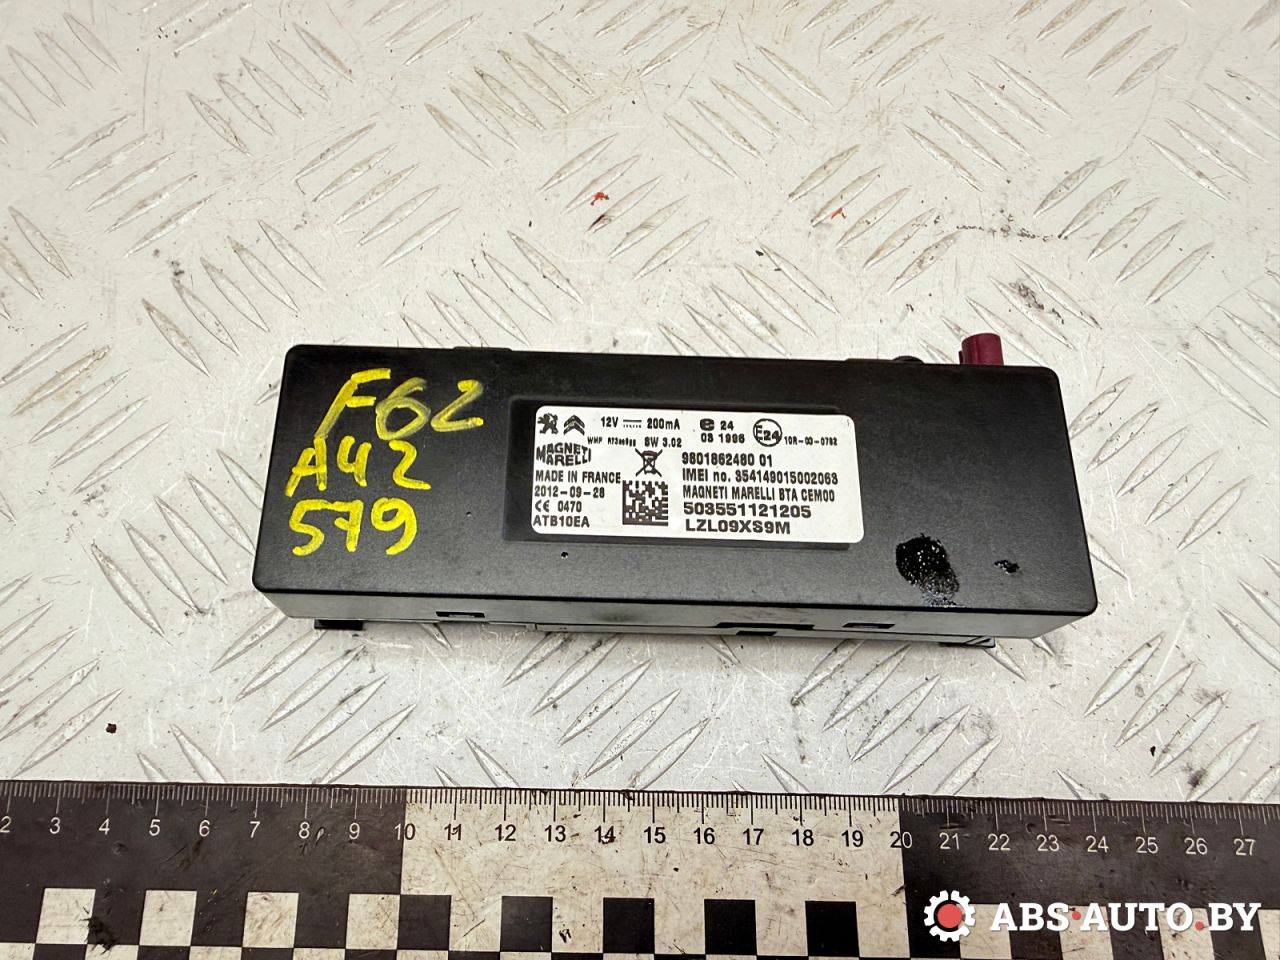 F62
A42
579
12V 200mA e 24 E24 10R-03-0782
03 1996
SW 3.02
MAGNETI
MARELLI
9801862480 01
MADE IN FRANCE
IMEI no. 354149015002063
2012-09-28
MAGNETI MARELLI BTA CEM00
CE 0470
503551121205
ATB10EA
LZL09XS9M
2 3 4 5 6 7 8 9 10 11 12 13 14 15 16 17 18 19 20 21 22 23 24 25 26 27
ABS-AUTO.BY